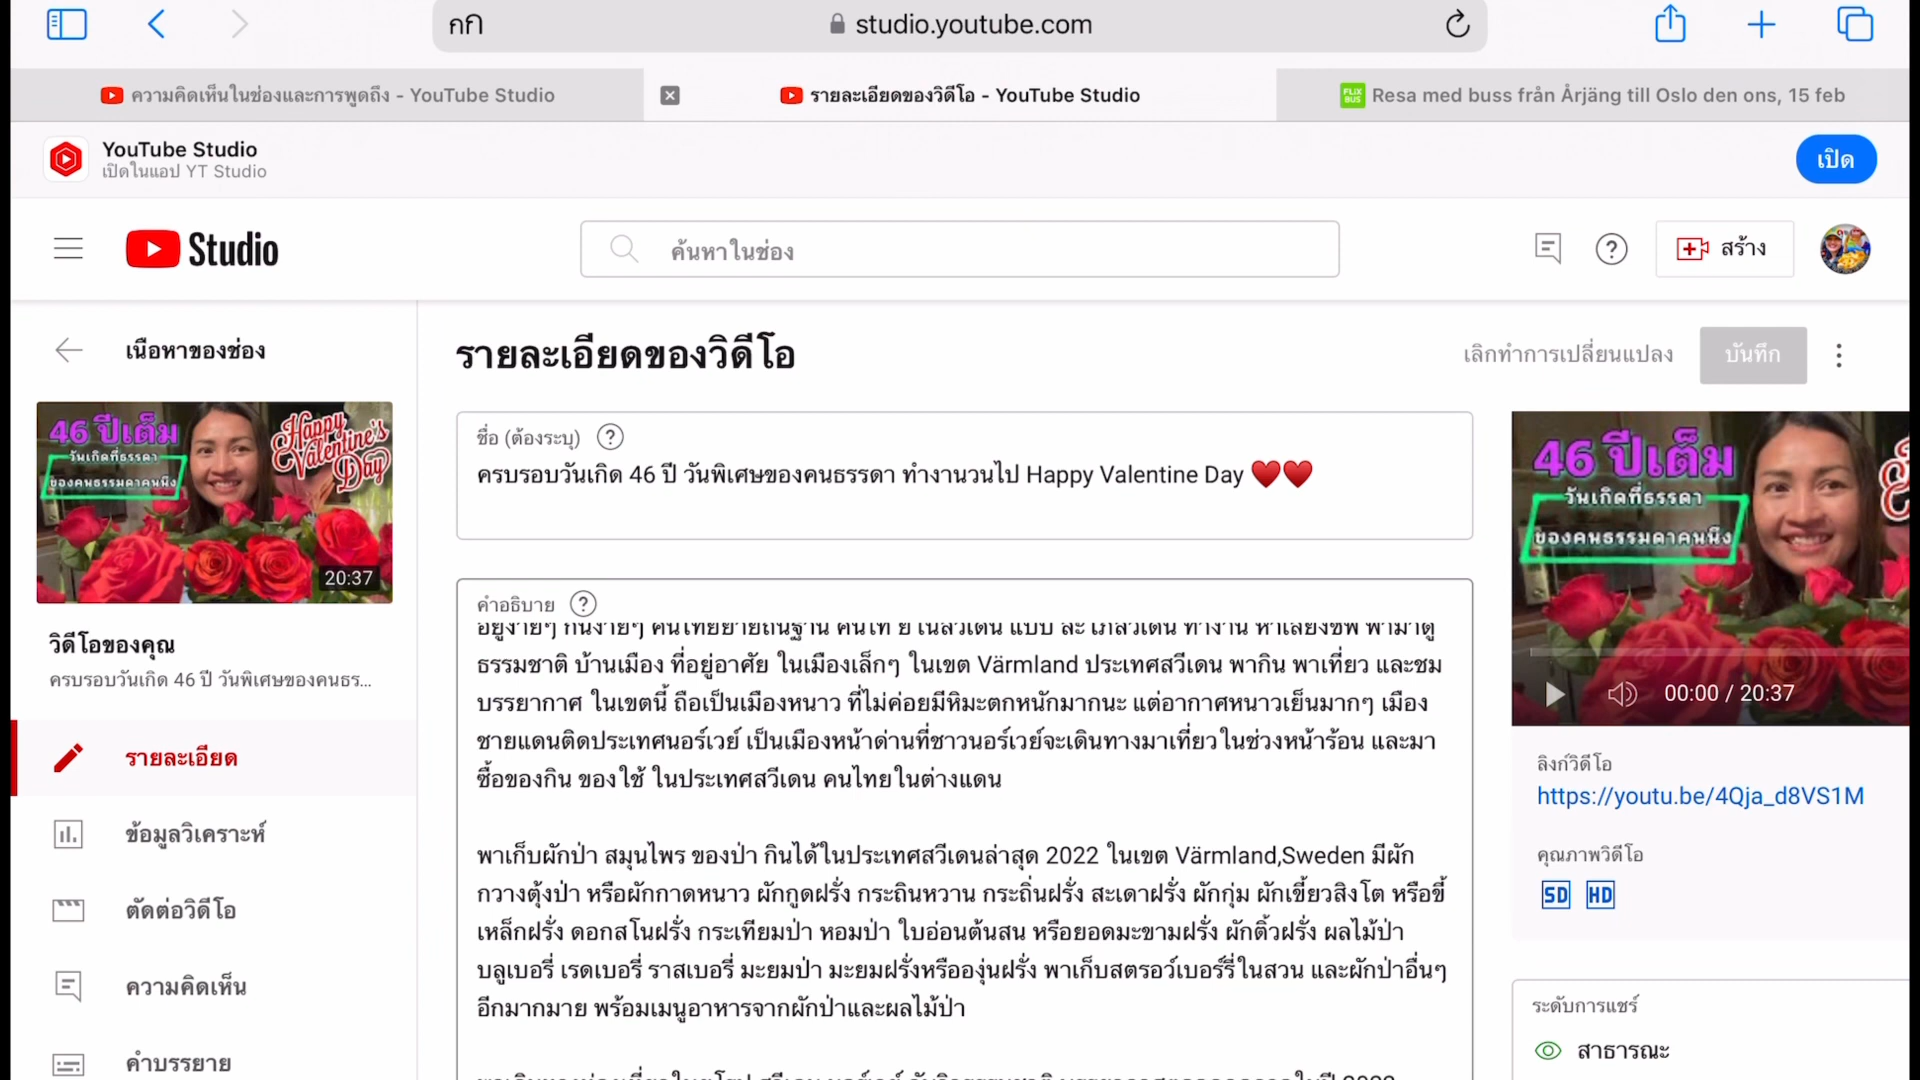 กกี studio.youtube.com
ความคิดเห็นในช่องและการพูดถึง - YouTube Studio
รายละเอียดของวิดีโอ - YouTube Studio
FLiX BUS Resa med buss från Årjäng till Oslo den ons, 15 feb
YouTube Studio
เปิดในแอป YT Studio
เปิด
Studio
ค้นหาในช่อง
สร้าง
เนื้อหาของช่อง
46 ปีเต็ม
วันเกิดที่ธรรดา
ของคนธรรมดาคนนึง
Happy Valentine's Day
20:37
วิดีโอของคุณ
ครบรอบวันเกิด 46 ปี วันพิเศษของคนธร...
รายละเอียด
ข้อมูลวิเคราะห์
ตัดต่อวิดีโอ
ความคิดเห็น
คำบรรยาย
รายละเอียดของวิดีโอ
เลิกทำการเปลี่ยนแปลง
บันทึก
ชื่อ (ต้องระบุ)
ครบรอบวันเกิด 46 ปี วันพิเศษของคนธรรดา ทำงานวนไป Happy Valentine Day ♥️♥️
คำอธิบาย
ธรรมชาติ บ้านเมือง ที่อยู่อาศัย ในเมืองเล็กๆ ในเขต Värmland ประเทศสวีเดน พากิน พาเที่ยว และชม
บรรยากาศ ในเขตนี้ ถือเป็นเมืองหนาว ที่ไม่ค่อยมีหิมะตกหนักมากนะ แต่อากาศหนาวเย็นมากๆ เมือง
ชายแดนติดประเทศนอร์เวย์ เป็นเมืองหน้าด่านที่ชาวนอร์เวย์จะเดินทางมาเที่ยวในช่วงหน้าร้อน และมา
ซื้อของกิน ของใช้ ในประเทศสวีเดน คนไทยในต่างแดน
พาเก็บผักป่า สมุนไพร ของป่า กินได้ในประเทศสวีเดนล่าสุด 2022 ในเขต Värmland,Sweden มีผัก
กวางตุ้งป่า หรือผักกาดหนาว ผักกูดฝรั่ง กระถินหวาน กระถิ่นฝรั่ง สะเดาฝรั่ง ผักกุ่ม ผักเขี้ยวสิงโต หรือขี้
เหล็กฝรั่ง ดอกสโนฝรั่ง กระเทียมป่า หอมป่า ใบอ่อนต้นสน หรือยอดมะขามฝรั่ง ผักติ้วฝรั่ง ผลไม้ป่า
บลูเบอรี่ เรดเบอรี่ ราสเบอรี่ มะยมป่า มะยมฝรั่งหรือองุ่นฝรั่ง พาเก็บสตรอว์เบอร์รี่ในสวน และผักป่าอื่นๆ
อีกมากมาย พร้อมเมนูอาหารจากผักป่าและผลไม้ป่า
46 ปีเต็ม
วันเกิดที่ธรรดา
ของคนธรรมดาคนนึง
00:00 / 20:37
ลิงก์วิดีโอ
https://youtu.be/4Qja_d8VS1M
คุณภาพวิดีโอ
SD HD
ระดับการแชร์
สาธารณะ